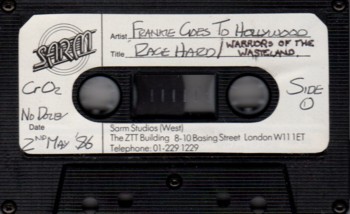 SARM
Artist FRANKIE GOES TO HOLLYWOOD
Title RAGE HARD / WARRIORS OF THE WASTELAND
CrO2
SIDE 1
NO DOLBY
Date
2ND MAY '86
Sarm Studios (West)
The ZTT Building 8-10 Basing Street London W11 1ET
Telephone: 01-229 1229